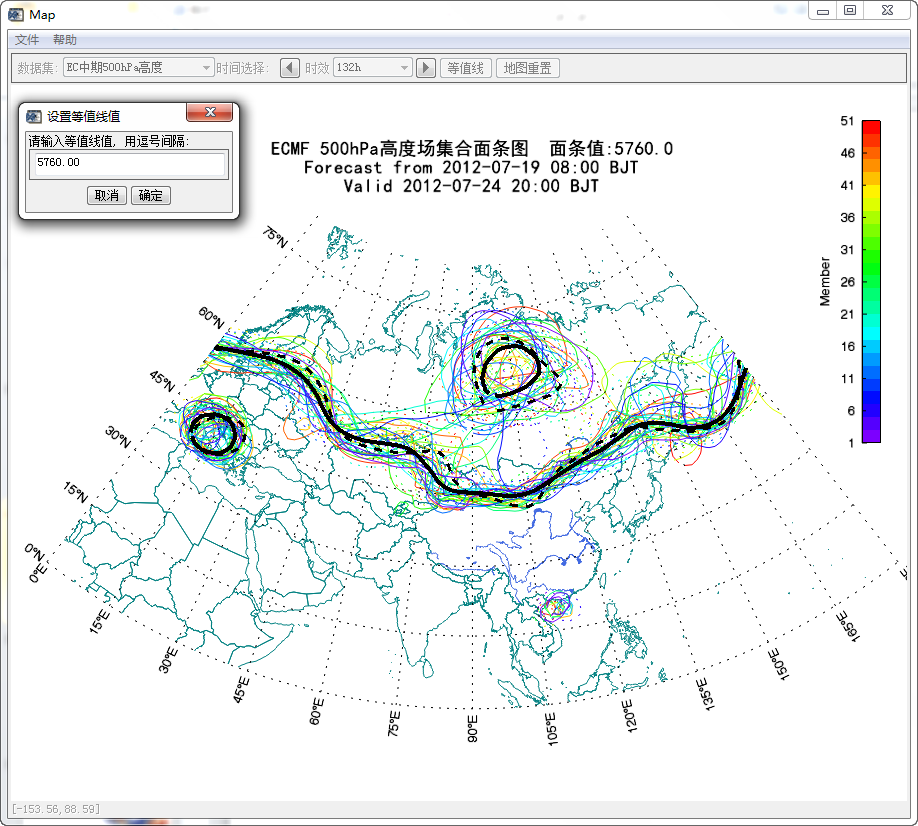 Map
文件 帮助
数据集: EC中期500hPa高度 时间选择: 时效 132h 等值线 地图重置
设置等值线值
请输入等值线值，用逗号间隔:
5760.00
取消 确定
ECMF 500hPa高度场集合面条图 面条值:5760.0
Forecast from 2012-07-19 08:00 BJT
Valid 2012-07-24 20:00 BJT
51
46
41
36
31
26
21
16
11
6
1
Member
75°N
60°N
45°N
30°N
15°N
0°N
0°E
15°E
30°E
45°E
60°E
75°E
90°E
105°E
120°E
135°E
150°E
165°E
[-153.56,88.59]